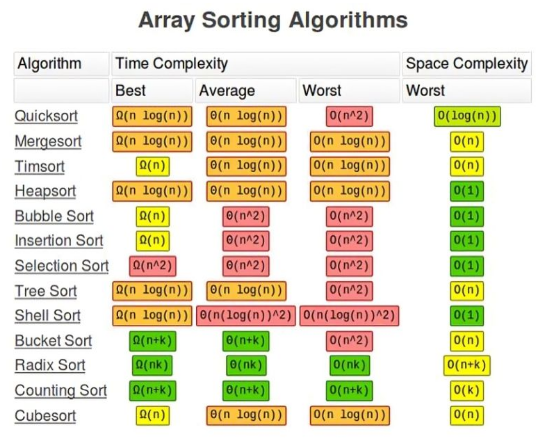 Array Sorting Algorithms
Algorithm Time Complexity Space Complexity
Best Average Worst Worst
Quicksort Ω(n log(n)) θ(n log(n)) O(n^2) O(log(n))
Mergesort Ω(n log(n)) θ(n log(n)) O(n log(n)) O(n)
Timsort Ω(n) θ(n log(n)) O(n log(n)) O(n)
Heapsort Ω(n log(n)) θ(n log(n)) O(n log(n)) O(1)
Bubble Sort Ω(n) θ(n^2) O(n^2) O(1)
Insertion Sort Ω(n) θ(n^2) O(n^2) O(1)
Selection Sort Ω(n^2) θ(n^2) O(n^2) O(1)
Tree Sort Ω(n log(n)) θ(n log(n)) O(n^2) O(n)
Shell Sort Ω(n log(n)) θ(n(log(n))^2) O(n(log(n))^2) O(1)
Bucket Sort Ω(n+k) θ(n+k) O(n^2) O(n)
Radix Sort Ω(nk) θ(nk) O(nk) O(n+k)
Counting Sort Ω(n+k) θ(n+k) O(n+k) O(k)
Cubesort Ω(n) θ(n log(n)) O(n log(n)) O(n)